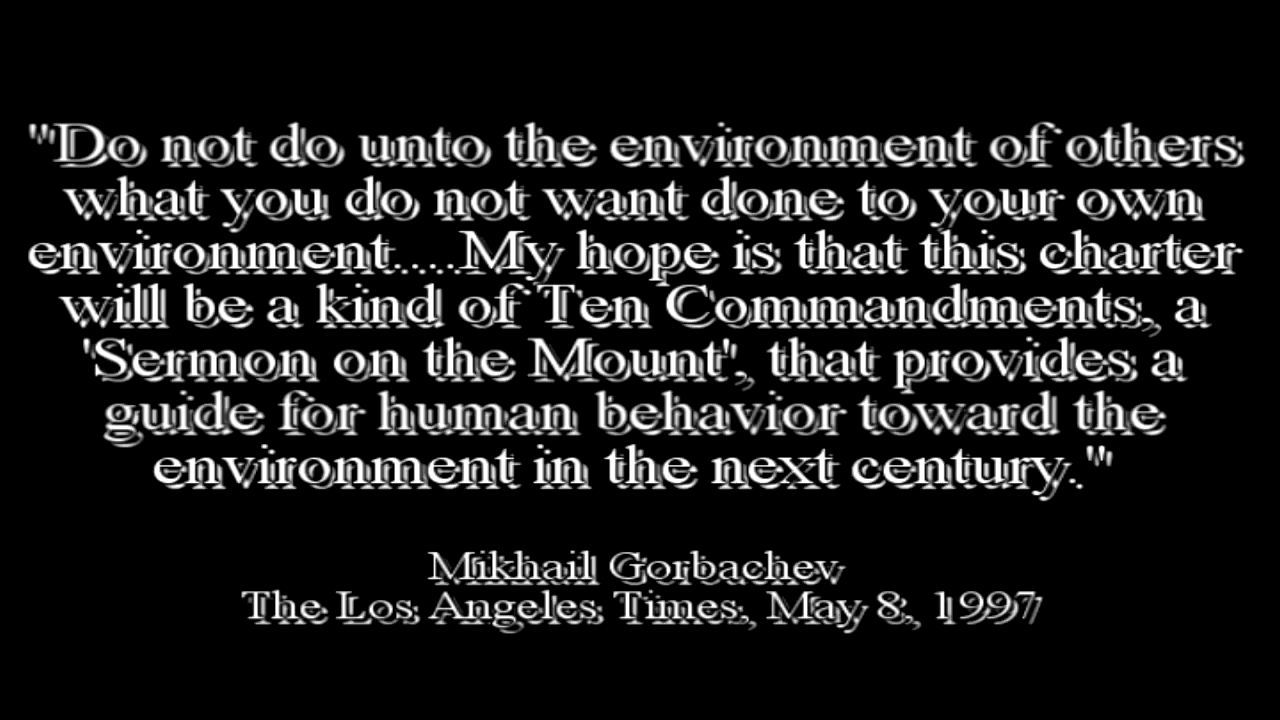 "Do not do unto the environment of others
what you do not want done to your own
environment.....My hope is that this charter
will be a kind of Ten Commandments, a
'Sermon on the Mount', that provides a
guide for human behavior toward the
environment in the next century."
Mikhail Gorbachev
The Los Angeles Times, May 8, 1997